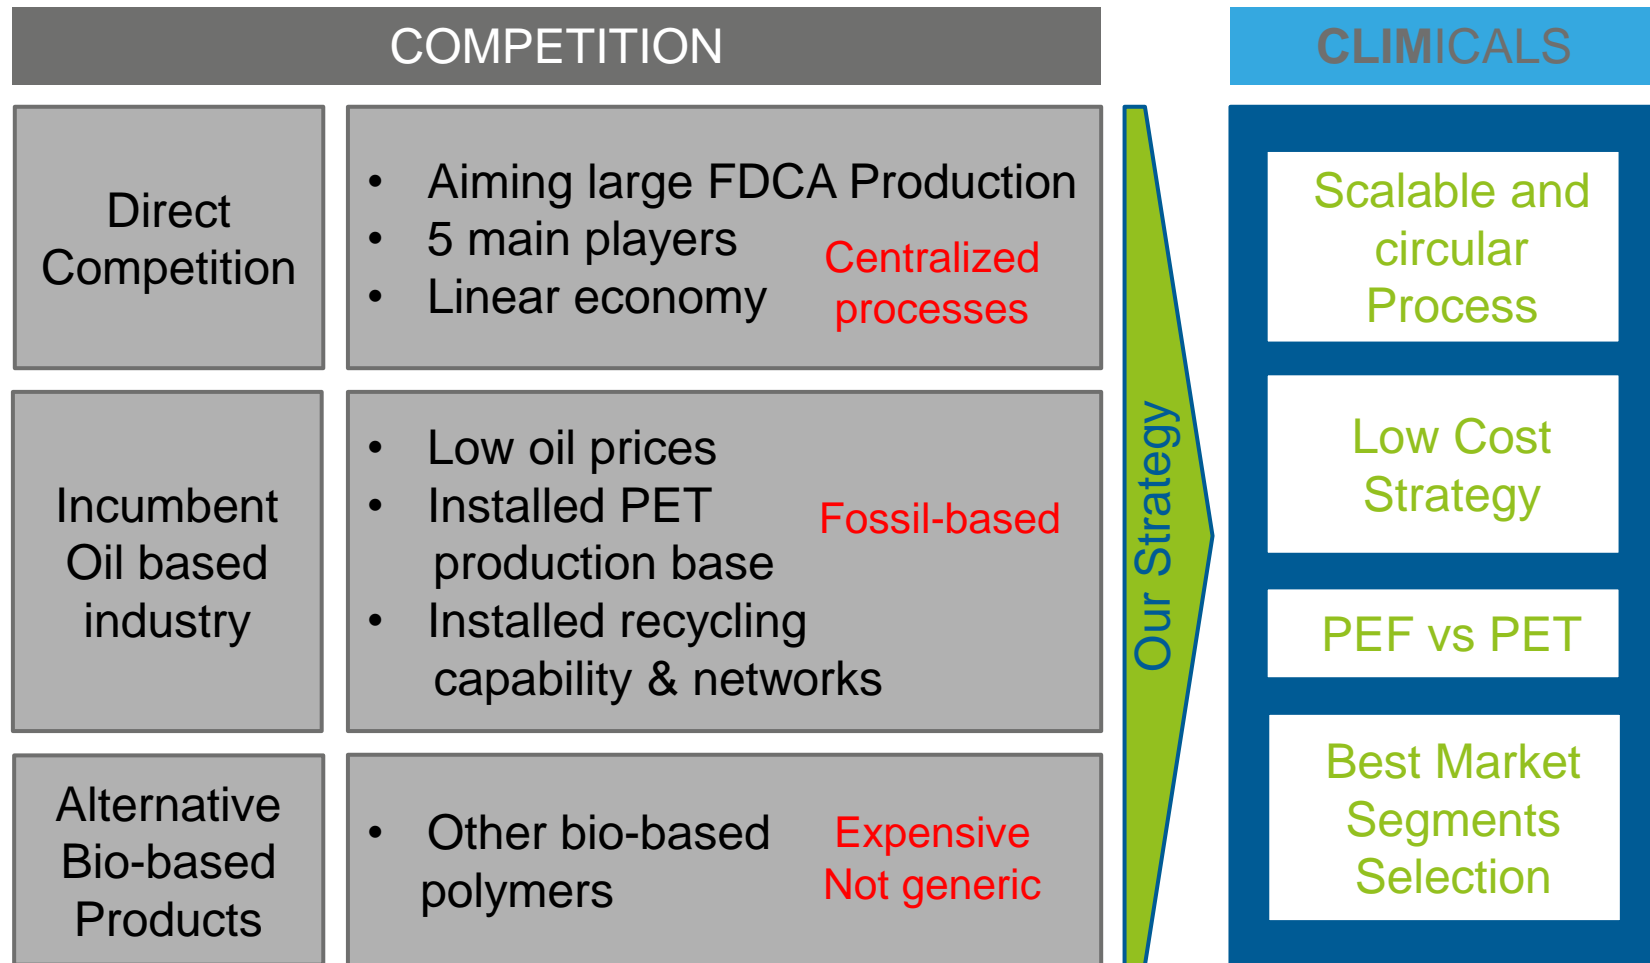 COMPETITION
CLIMICALS
Direct
Competition
• Aiming large FDCA Production
• 5 main players
• Linear economy
Centralized
processes
Incumbent
Oil based
industry
• Low oil prices
• Installed PET
production base
• Installed recycling
capability & networks
Fossil-based
Alternative
Bio-based
Products
• Other bio-based
polymers
Expensive
Not generic
Our Strategy
Scalable and
circular
Process
Low Cost
Strategy
PEF vs PET
Best Market
Segments
Selection